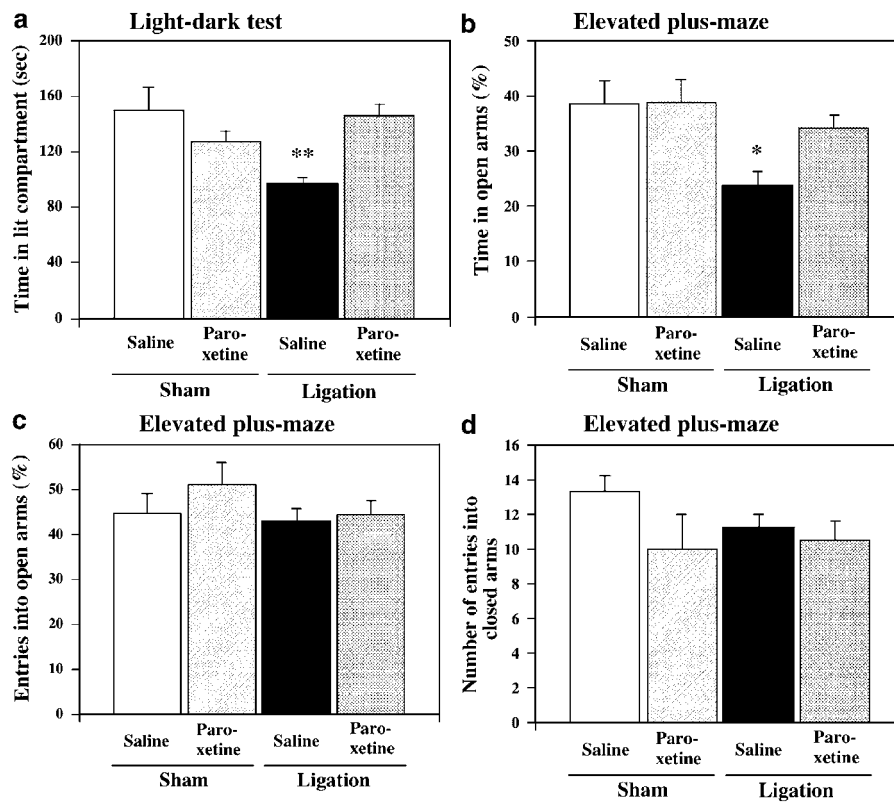 a Light-dark test
Time in lit compartment (sec)
200
160
120
80
40
0
**
Saline
Paro-
xetine
Saline
Paro-
xetine
Sham
Ligation
b Elevated plus-maze
Time in open arms (%)
50
40
30
20
10
0
*
Saline
Paro-
xetine
Saline
Paro-
xetine
Sham
Ligation
c Elevated plus-maze
Entries into open arms (%)
60
50
40
30
20
10
0
Saline
Paro-
xetine
Saline
Paro-
xetine
Sham
Ligation
d Elevated plus-maze
Number of entries into
closed arms
16
14
12
10
8
6
4
2
0
Saline
Paro-
xetine
Saline
Paro-
xetine
Sham
Ligation